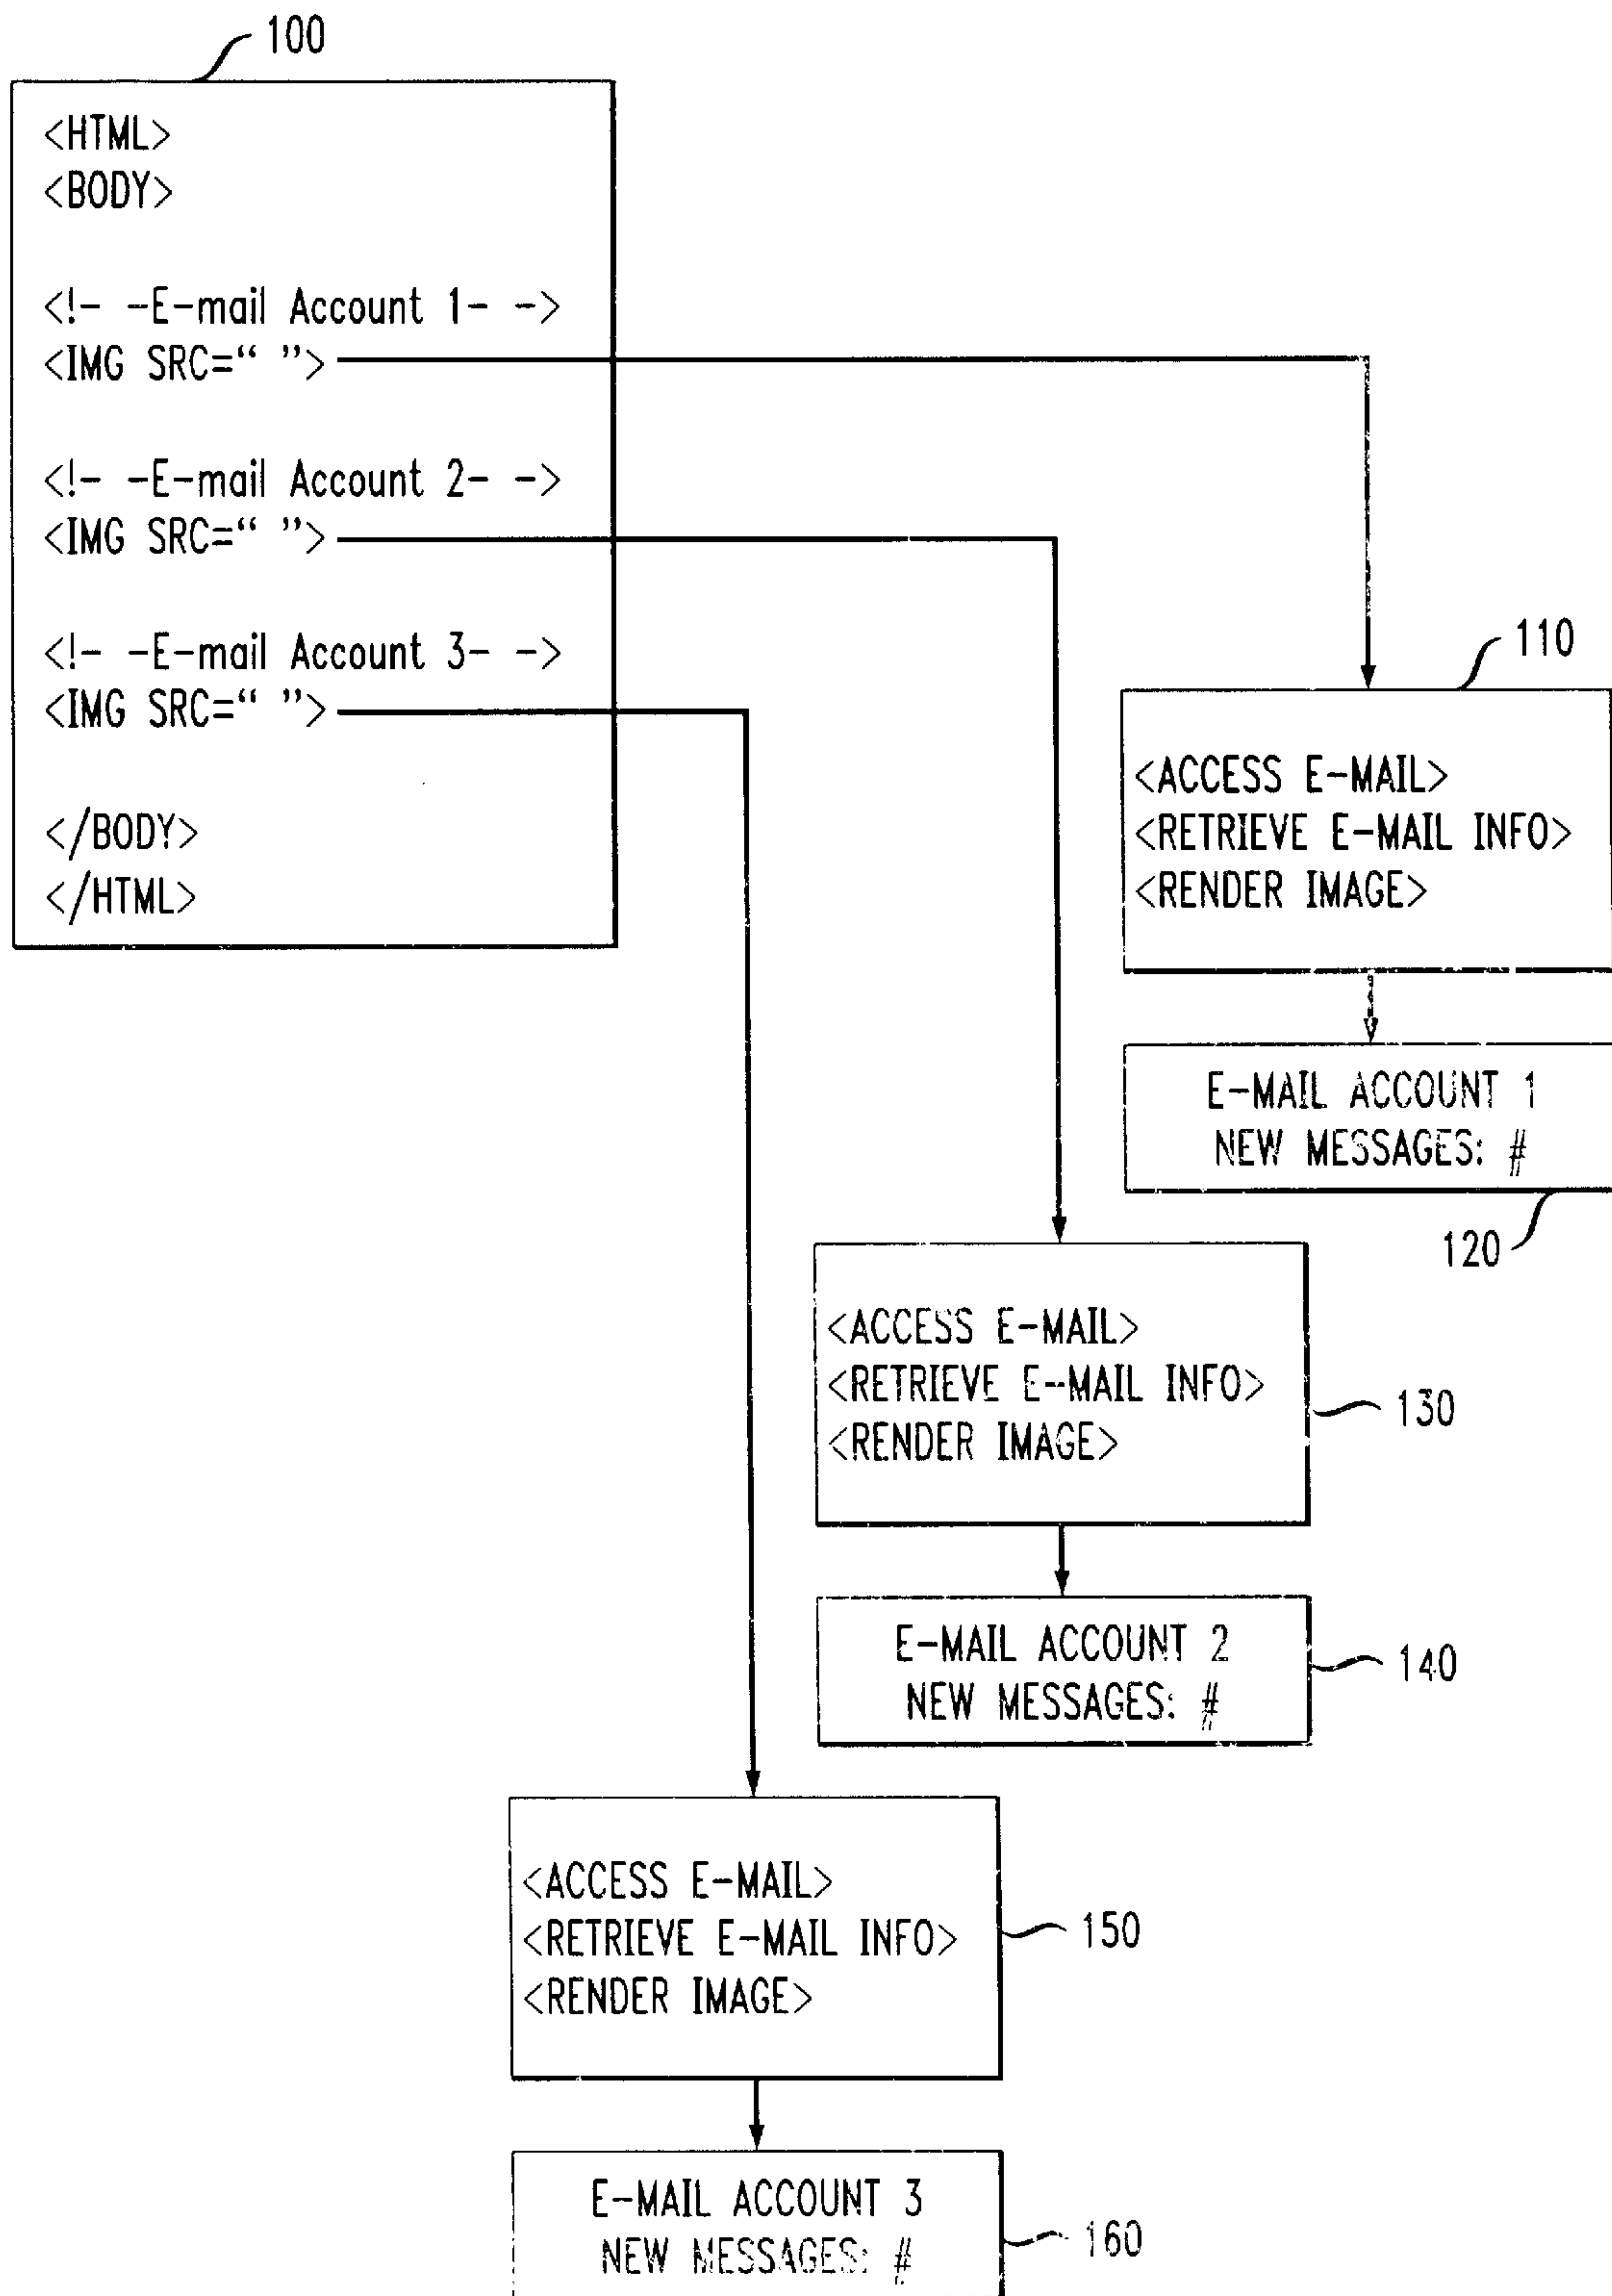 100
<HTML>
<BODY>
<!- -E-mail Account 1- ->
<IMG SRC=“ ”>
<!- -E-mail Account 2- ->
<IMG SRC=“ ”>
<!- -E-mail Account 3- ->
<IMG SRC=“ ”>
</BODY>
</HTML>
110
<ACCESS E-MAIL>
<RETRIEVE E-MAIL INFO>
<RENDER IMAGE>
E-MAIL ACCOUNT 1
NEW MESSAGES: #
120
<ACCESS E-MAIL>
<RETRIEVE E-MAIL INFO>
<RENDER IMAGE>
130
E-MAIL ACCOUNT 2
NEW MESSAGES: #
140
<ACCESS E-MAIL>
<RETRIEVE E-MAIL INFO>
<RENDER IMAGE>
150
E-MAIL ACCOUNT 3
NEW MESSAGES: #
160